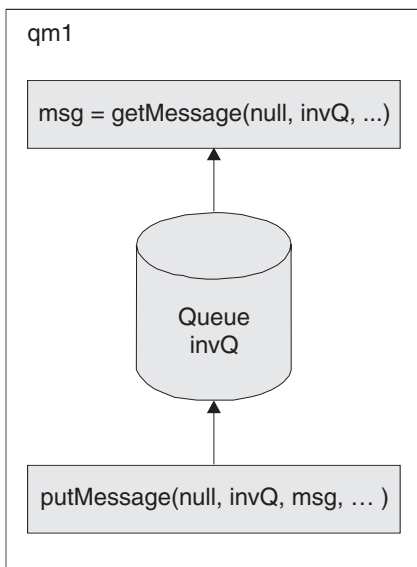 qm1
msg = getMessage(null, invQ, ...)
Queue
invQ
putMessage(null, invQ, msg, … )